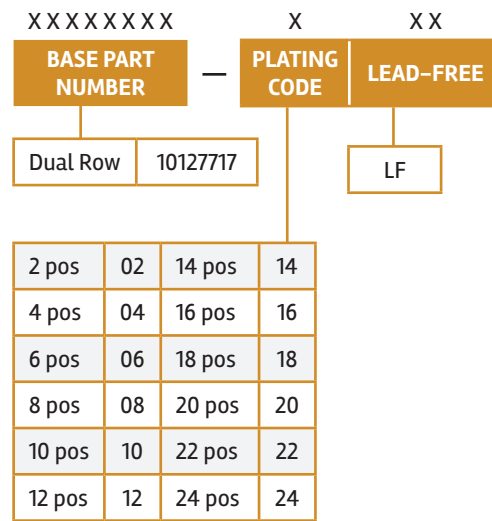 X X X X X X X X X X X
BASE PART NUMBER — PLATING CODE LEAD–FREE
Dual Row 10127717 LF
2 pos 02 14 pos 14
4 pos 04 16 pos 16
6 pos 06 18 pos 18
8 pos 08 20 pos 20
10 pos 10 22 pos 22
12 pos 12 24 pos 24